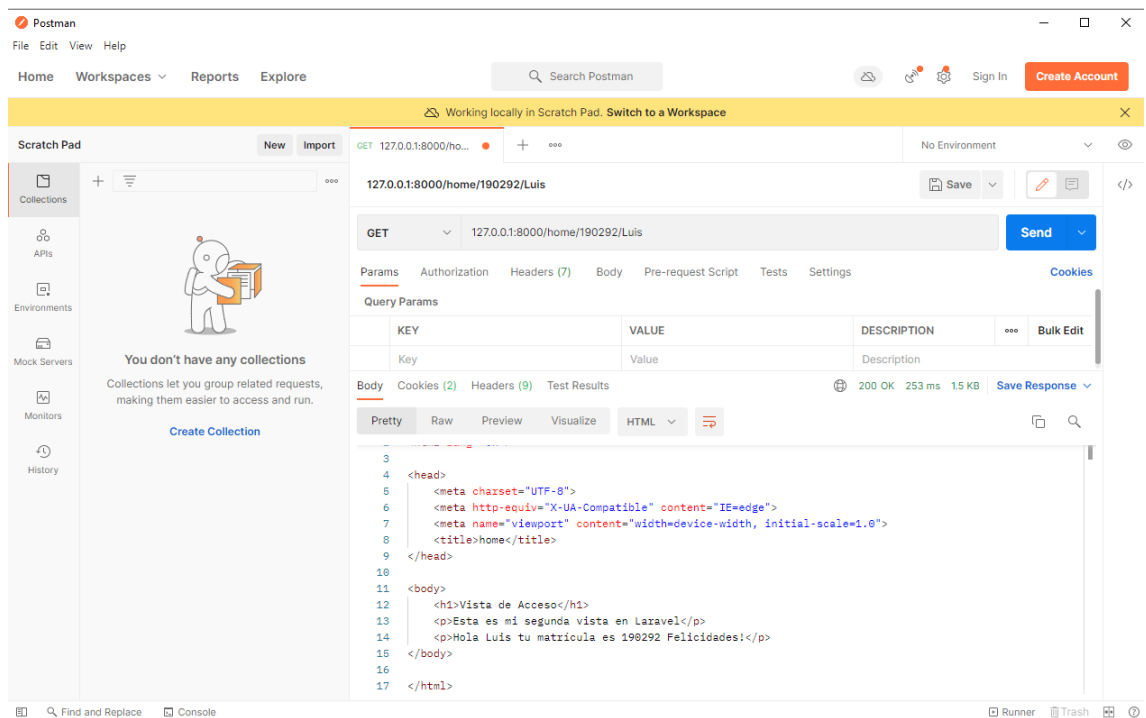 Postman
File Edit View Help
Home Workspaces Reports Explore Search Postman Sign In Create Account
Working locally in Scratch Pad. Switch to a Workspace
Scratch Pad New Import
Collections
APIs
Environments
Mock Servers
Monitors
History
You don't have any collections
Collections let you group related requests,
making them easier to access and run.
Create Collection
GET 127.0.0.1:8000/ho... No Environment
127.0.0.1:8000/home/190292/Luis Save
GET 127.0.0.1:8000/home/190292/Luis Send
Params Authorization Headers (7) Body Pre-request Script Tests Settings Cookies
Query Params
KEY VALUE DESCRIPTION Bulk Edit
Key Value Description
Body Cookies (2) Headers (9) Test Results 200 OK 253 ms 1.5 KB Save Response
Pretty Raw Preview Visualize HTML
3
4 <head>
5 <meta charset="UTF-8">
6 <meta http-equiv="X-UA-Compatible" content="IE=edge">
7 <meta name="viewport" content="width=device-width, initial-scale=1.0">
8 <title>home</title>
9 </head>
10
11 <body>
12 <h1>Vista de Acceso</h1>
13 <p>Esta es mi segunda vista en Laravel</p>
14 <p>Hola Luis tu matricula es 190292 Felicidades!</p>
15 </body>
16
17 </html>
Find and Replace Console Runner Trash